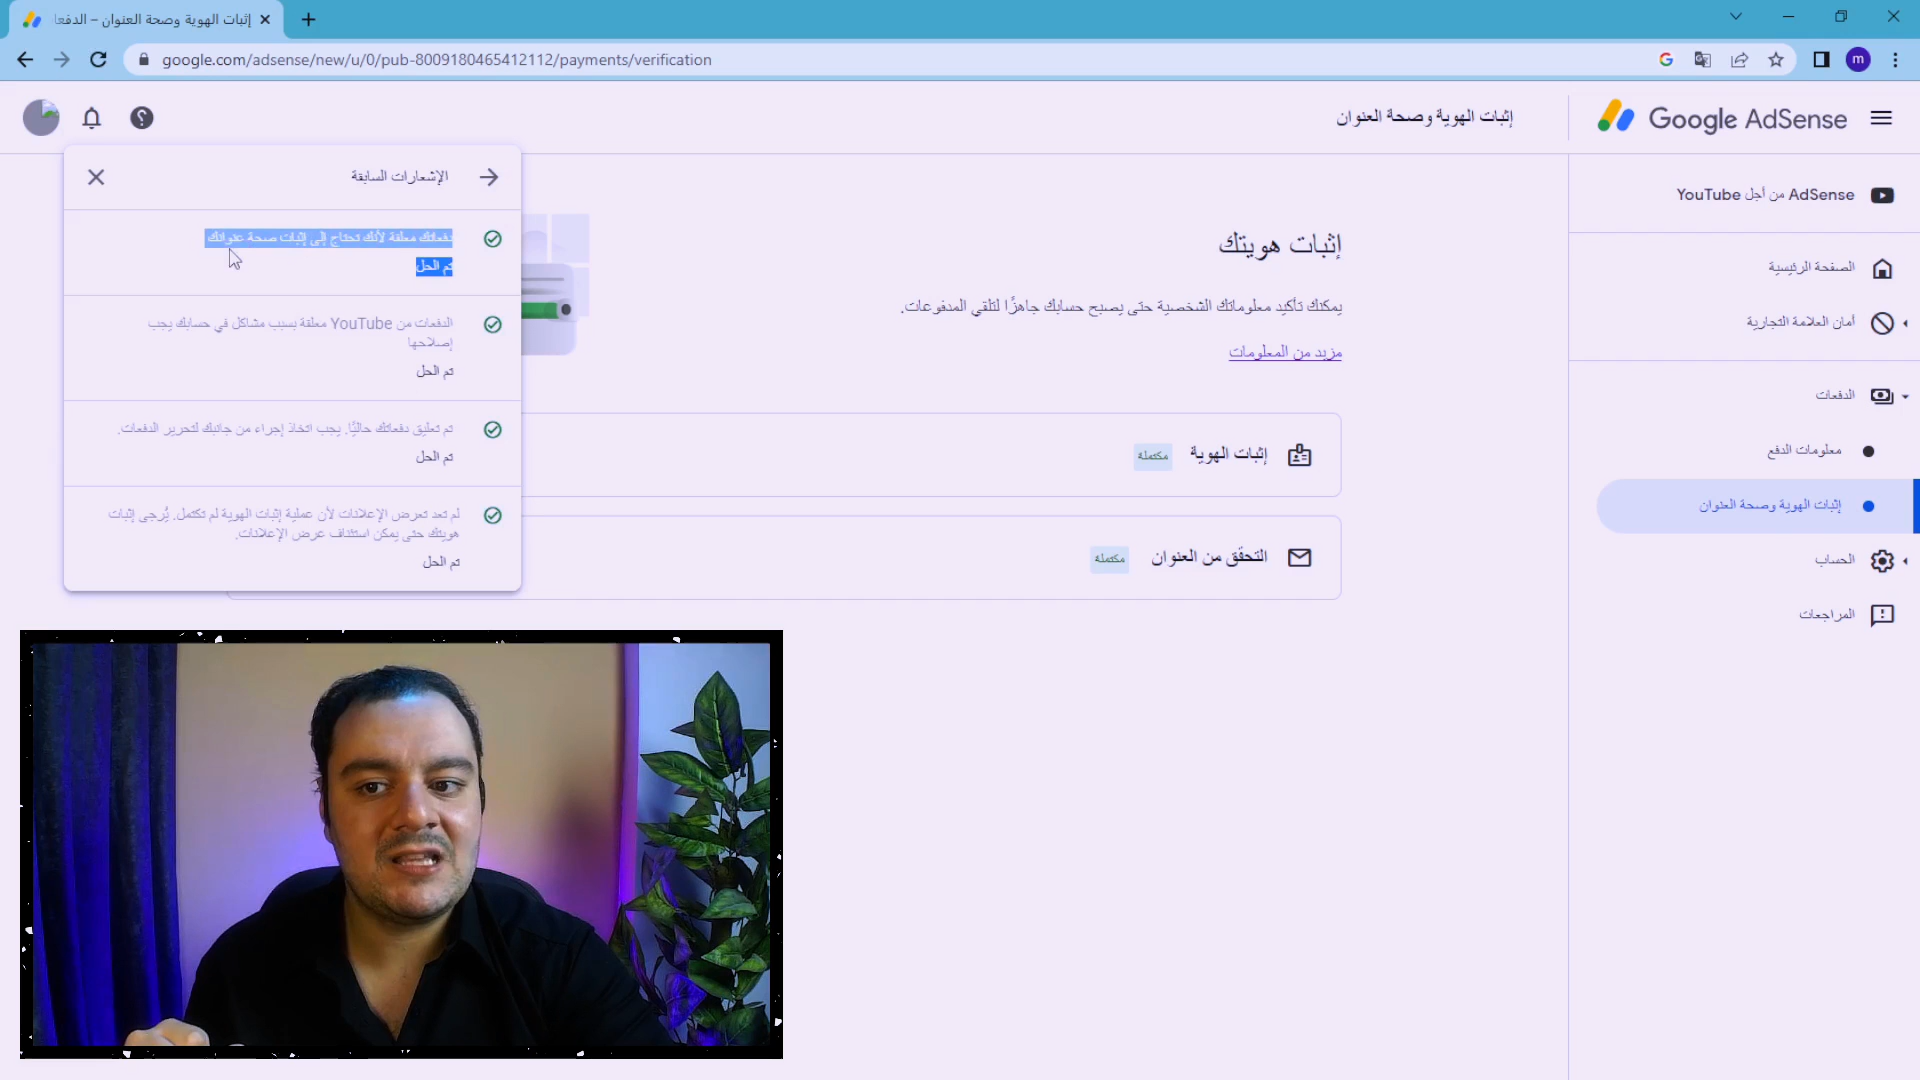 إثبات الهوية وصحة العنوان – الدفعا
google.com/adsense/new/u/0/pub-8009180465412112/payments/verification
m
Google AdSense
إثبات الهوية وصحة العنوان
الإشعارات السابقة
دفعاتك معلقة لأنك تحتاج إلى إثبات صحة عنوانك
تم الحل
الدفعات من YouTube معلقة بسبب مشاكل في حسابك يجب
إصلاحها
تم الحل
تم تعليق دفعاتك حاليًا. يجب اتخاذ إجراء من جانبك لتحرير الدفعات.
تم الحل
لم تعد تعرض الإعلانات لأن عملية إثبات الهوية لم تكتمل. يُرجى إثبات
هويتك حتى يمكن استئناف عرض الإعلانات.
تم الحل
إثبات هويتك
يمكنك تأكيد معلوماتك الشخصية حتى يصبح حسابك جاهزًا لتلقي المدفوعات.
مزيد من المعلومات
إثبات الهوية
مكتملة
التحقّق من العنوان
مكتملة
AdSense من أجل YouTube
الصفحة الرئيسية
أمان العلامة التجارية
الدفعات
معلومات الدفع
إثبات الهوية وصحة العنوان
الحساب
المراجعات